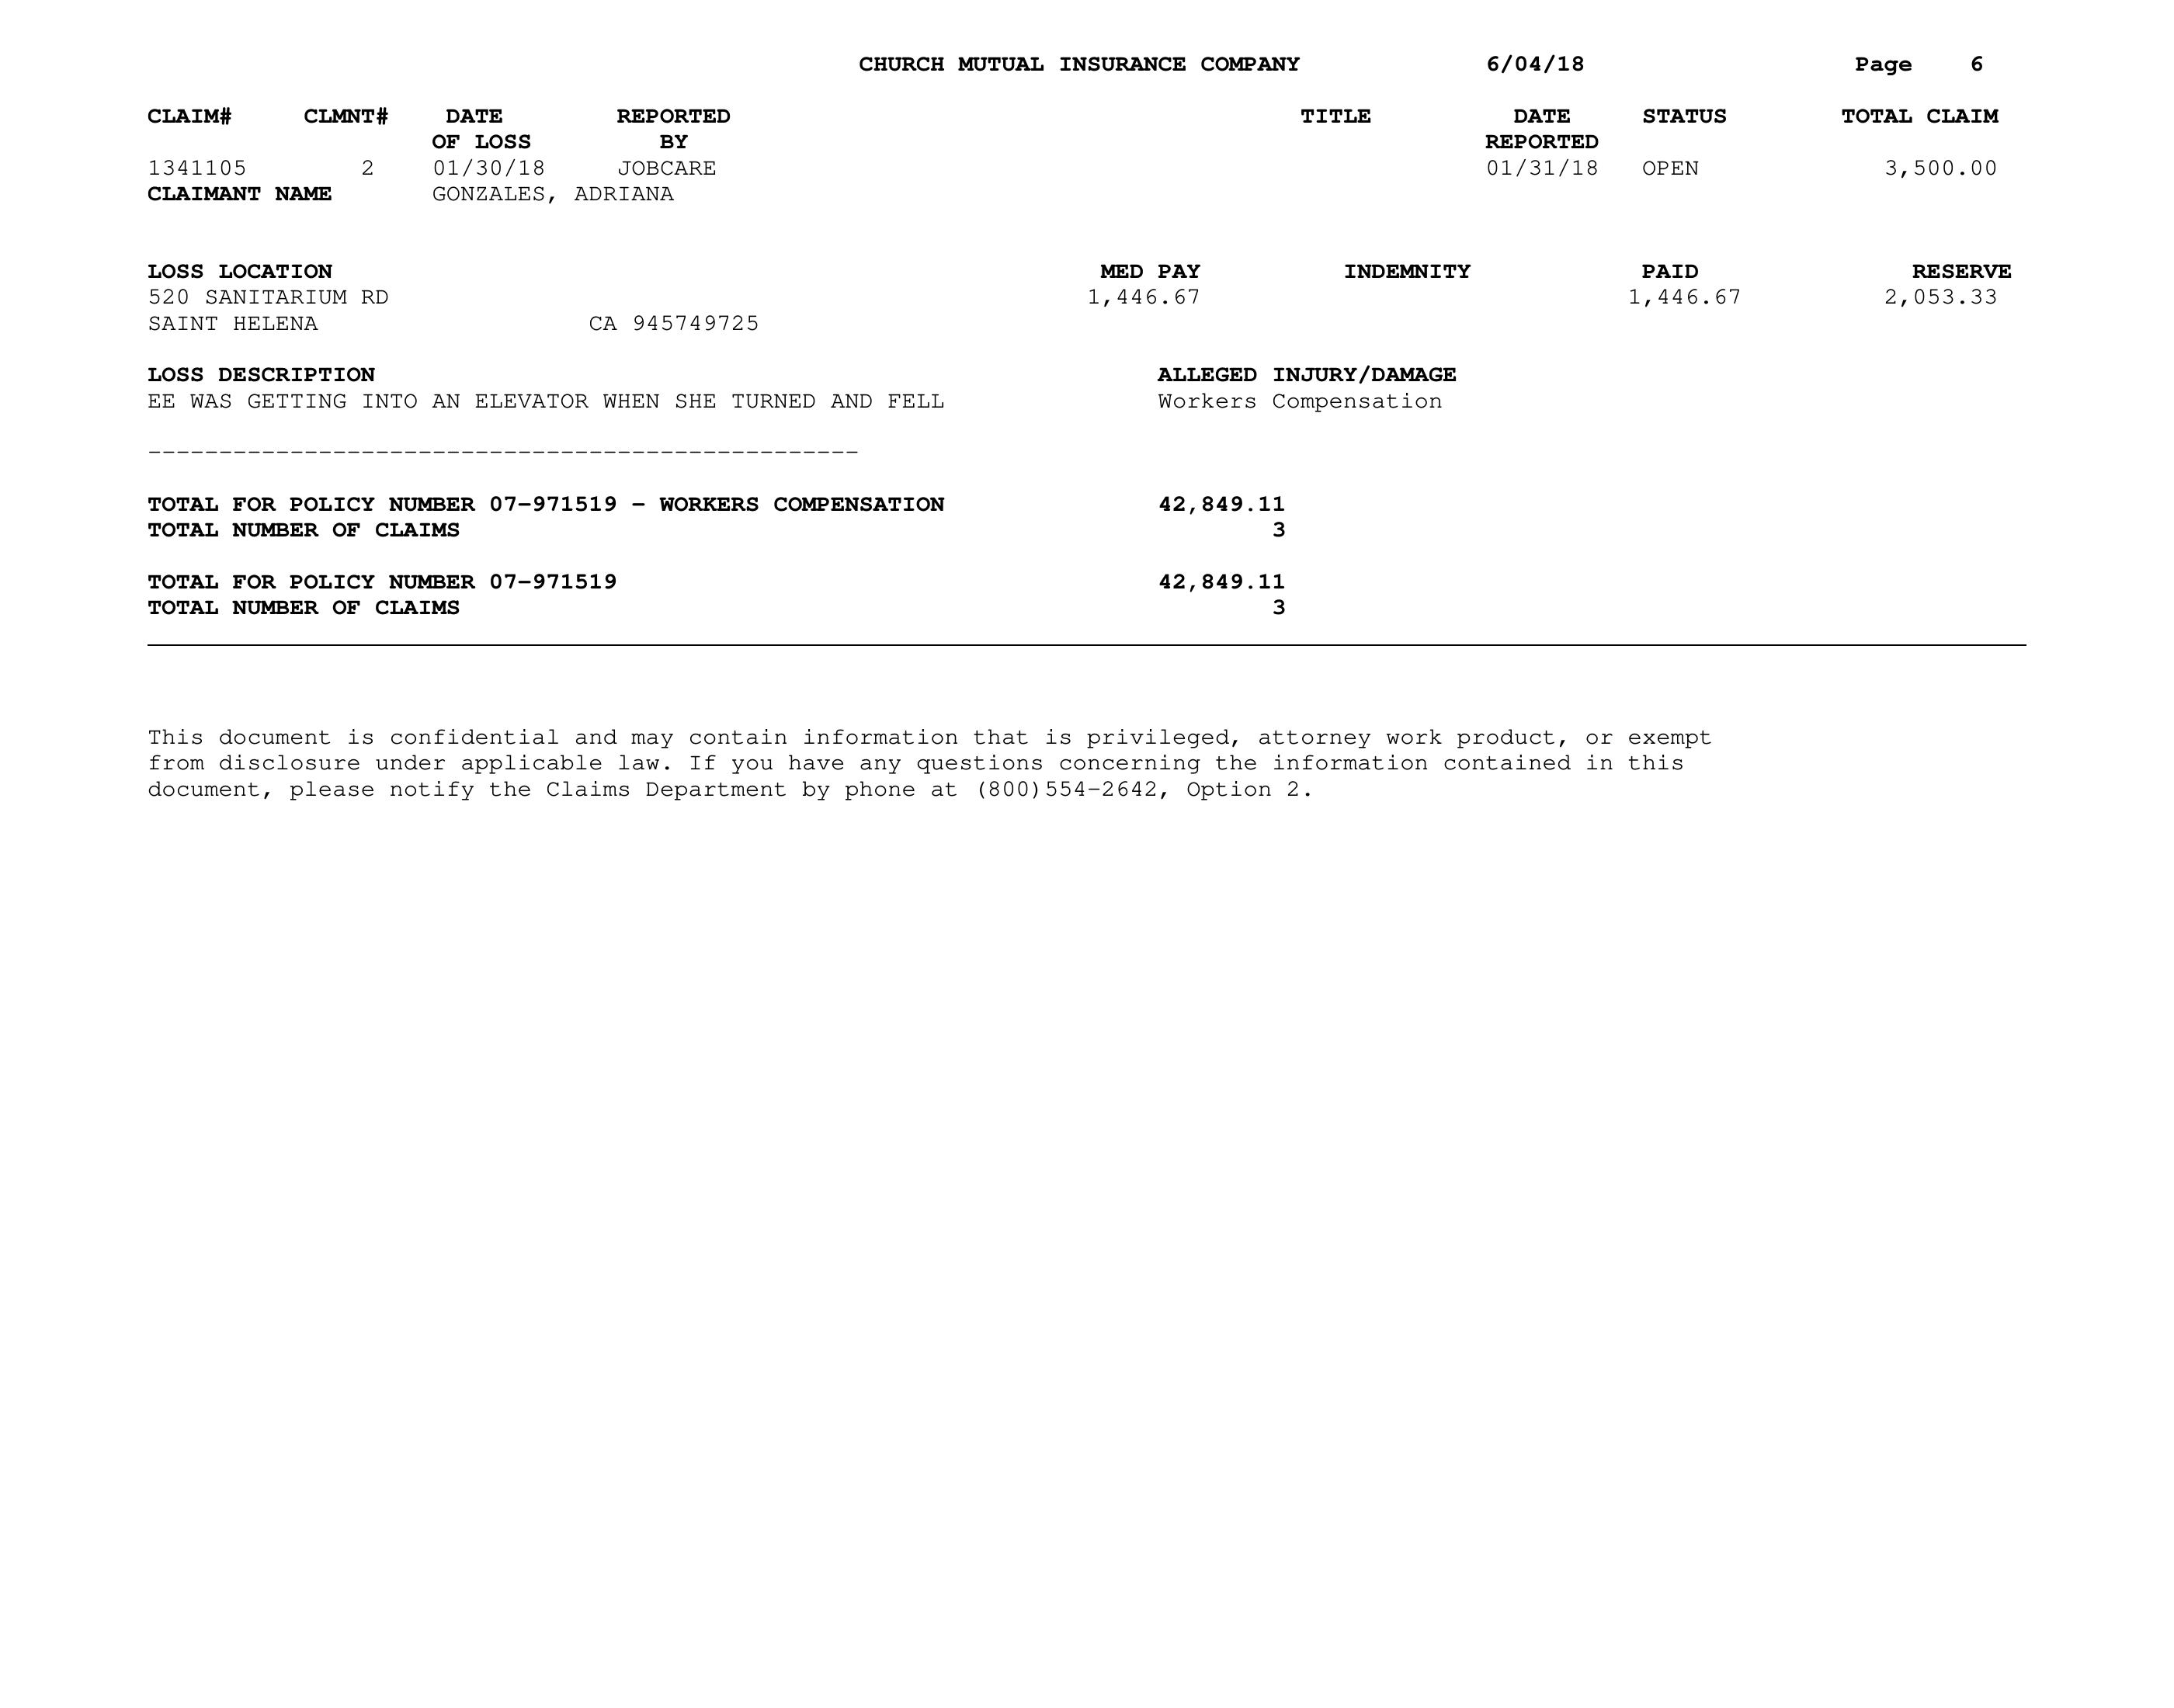 CHURCH MUTUAL INSURANCE COMPANY 6/04/18 Page 6
CLAIM# CLMNT# DATE REPORTED TITLE DATE STATUS TOTAL CLAIM
OF LOSS BY REPORTED
1341105 2 01/30/18 JOBCARE 01/31/18 OPEN 3,500.00
CLAIMANT NAME GONZALES, ADRIANA
LOSS LOCATION MED PAY INDEMNITY PAID RESERVE
520 SANITARIUM RD 1,446.67 1,446.67 2,053.33
SAINT HELENA CA 945749725
LOSS DESCRIPTION ALLEGED INJURY/DAMAGE
EE WAS GETTING INTO AN ELEVATOR WHEN SHE TURNED AND FELL Workers Compensation
--------------------------------------------------
TOTAL FOR POLICY NUMBER 07-971519 - WORKERS COMPENSATION 42,849.11
TOTAL NUMBER OF CLAIMS 3
TOTAL FOR POLICY NUMBER 07-971519 42,849.11
TOTAL NUMBER OF CLAIMS 3
This document is confidential and may contain information that is privileged, attorney work product, or exempt
from disclosure under applicable law. If you have any questions concerning the information contained in this
document, please notify the Claims Department by phone at (800)554-2642, Option 2.